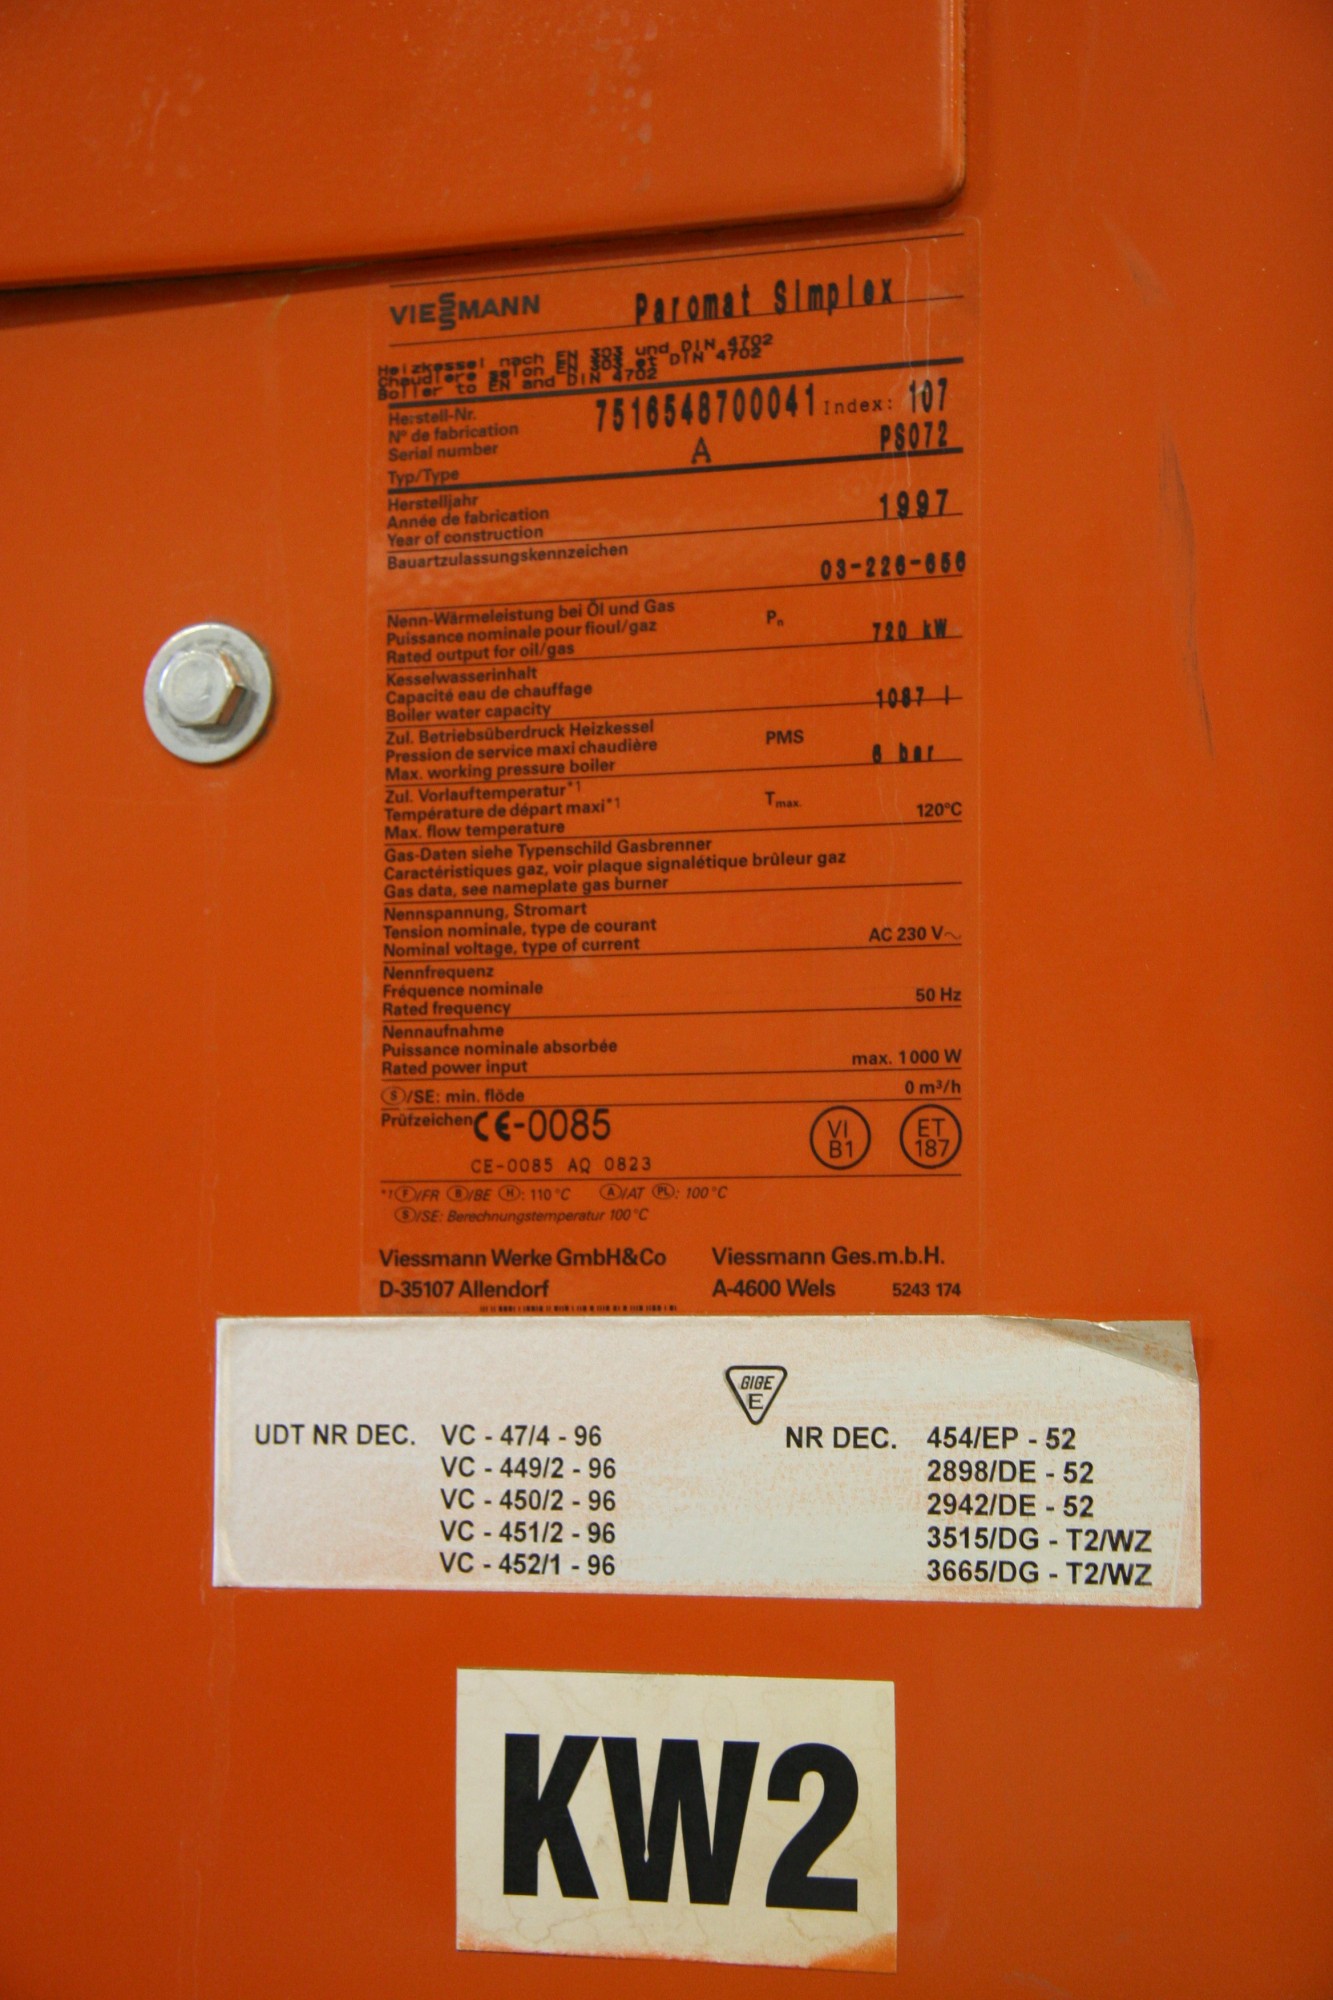 VIESSMANN Paromat Simplex
Heizkessel nach EN 303 und DIN 4702
Chaudière selon EN 303 et DIN 4702
Boiler to EN and DIN 4702
Herstell-Nr.
N° de fabrication
Serial number
7516548700041 Index: 107
A PS072
Typ/Type
Herstelljahr
Année de fabrication
Year of construction
1997
Bauartzulassungskennzeichen
03-226-656
Nenn-Wärmeleistung bei Öl und Gas
Puissance nominale pour fioul/gaz
Rated output for oil/gas
Pn 720 kW
Kesselwasserinhalt
Capacité eau de chauffage
Boiler water capacity
1087 l
Zul. Betriebsüberdruck Heizkessel
Pression de service maxi chaudière
Max. working pressure boiler
PMS 6 bar
Zul. Vorlauftemperatur*1
Température de départ maxi*1
Max. flow temperature
Tmax. 120°C
Gas-Daten siehe Typenschild Gasbrenner
Caractéristiques gaz, voir plaque signalétique brûleur gaz
Gas data, see nameplate gas burner
Nennspannung, Stromart
Tension nominale, type de courant
Nominal voltage, type of current
AC 230 V~
Nennfrequenz
Fréquence nominale
Rated frequency
50 Hz
Nennaufnahme
Puissance nominale absorbée
Rated power input
max. 1000 W
S/SE: min. flöde 0 m³/h
Prüfzeichen CE-0085 VI B1 ET 187
CE-0085 AQ 0823
*1 F/FR B/BE H: 110°C A/AT PL: 100°C
S/SE: Berechnungstemperatur 100°C
Viessmann Werke GmbH&Co Viessmann Ges.m.b.H.
D-35107 Allendorf A-4600 Wels 5243 174
GIGE
E
UDT NR DEC. VC - 47/4 - 96 NR DEC. 454/EP - 52
VC - 449/2 - 96 2898/DE - 52
VC - 450/2 - 96 2942/DE - 52
VC - 451/2 - 96 3515/DG - T2/WZ
VC - 452/1 - 96 3665/DG - T2/WZ
KW2